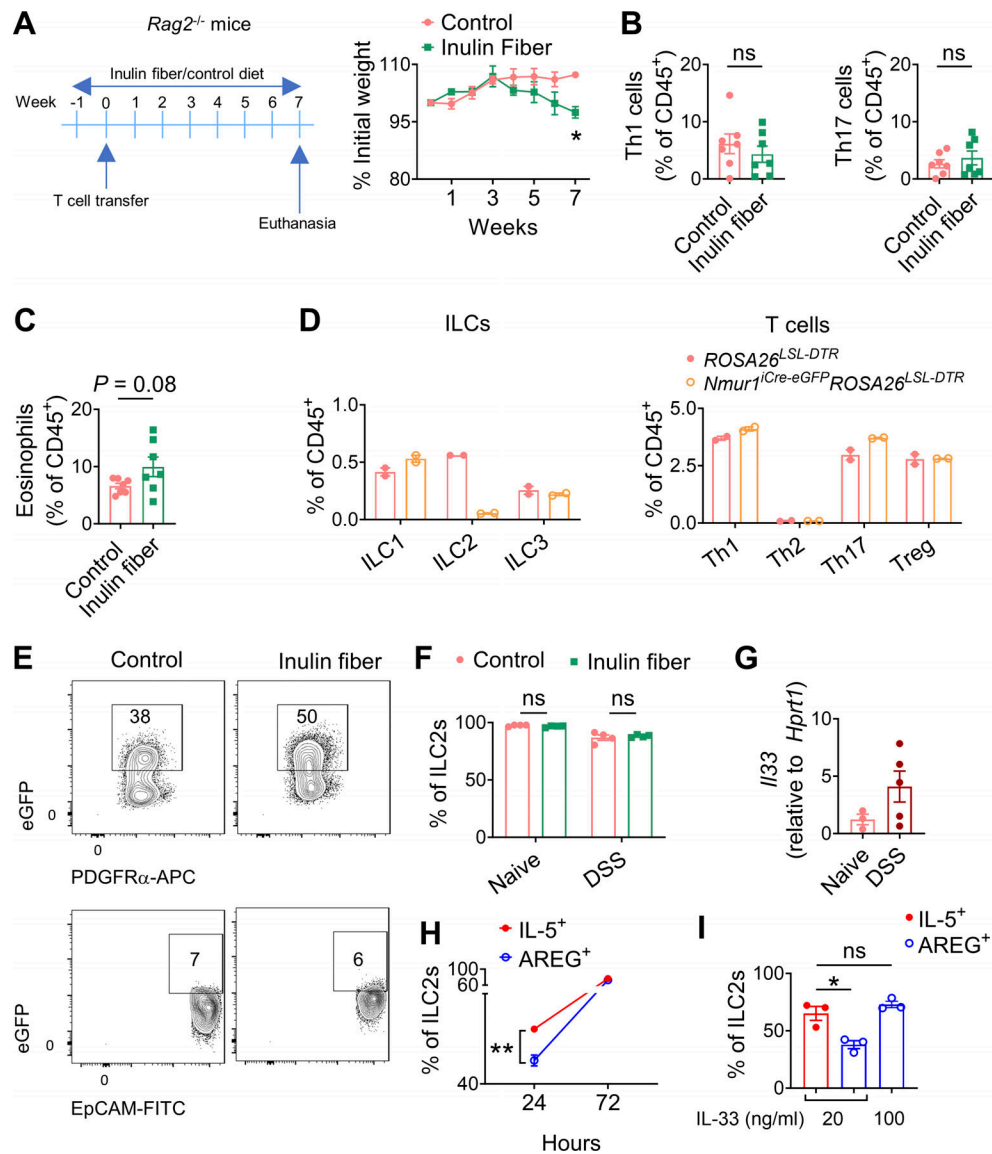 A
Rag2-/- mice
Inulin fiber/control diet
Week
-1 0 1 2 3 4 5 6 7
T cell transfer
Euthanasia
Control
Inulin Fiber
% Initial weight
110
95
80
*
1 3 5 7
Weeks
B
Th1 cells
(% of CD45+)
20
10
0
ns
Control
Inulin fiber
Th17 cells
(% of CD45+)
20
10
0
ns
Control
Inulin fiber
C
P = 0.08
Eosinophils
(% of CD45+)
20
10
0
Control
Inulin fiber
D
ILCs
% of CD45+
1.0
0.5
0.0
ILC1
ILC2
ILC3
T cells
ROSA26LSL-DTR
Nmur1iCre-eGFPROSA26LSL-DTR
% of CD45+
5.0
2.5
0.0
Th1
Th2
Th17
Treg
E
Control
Inulin fiber
38
50
eGFP
0
0
PDGFRα-APC
7
6
eGFP
0
0
EpCAM-FITC
F
Control
Inulin fiber
% of ILC2s
100
50
0
ns
ns
Naive
DSS
G
Il33
(relative to Hprt1)
10
5
0
Naive
DSS
H
IL-5+
AREG+
% of ILC2s
100
60
40
**
24 72
Hours
I
IL-5+
AREG+
% of ILC2s
100
50
0
ns
*
IL-33 (ng/ml) 20 100